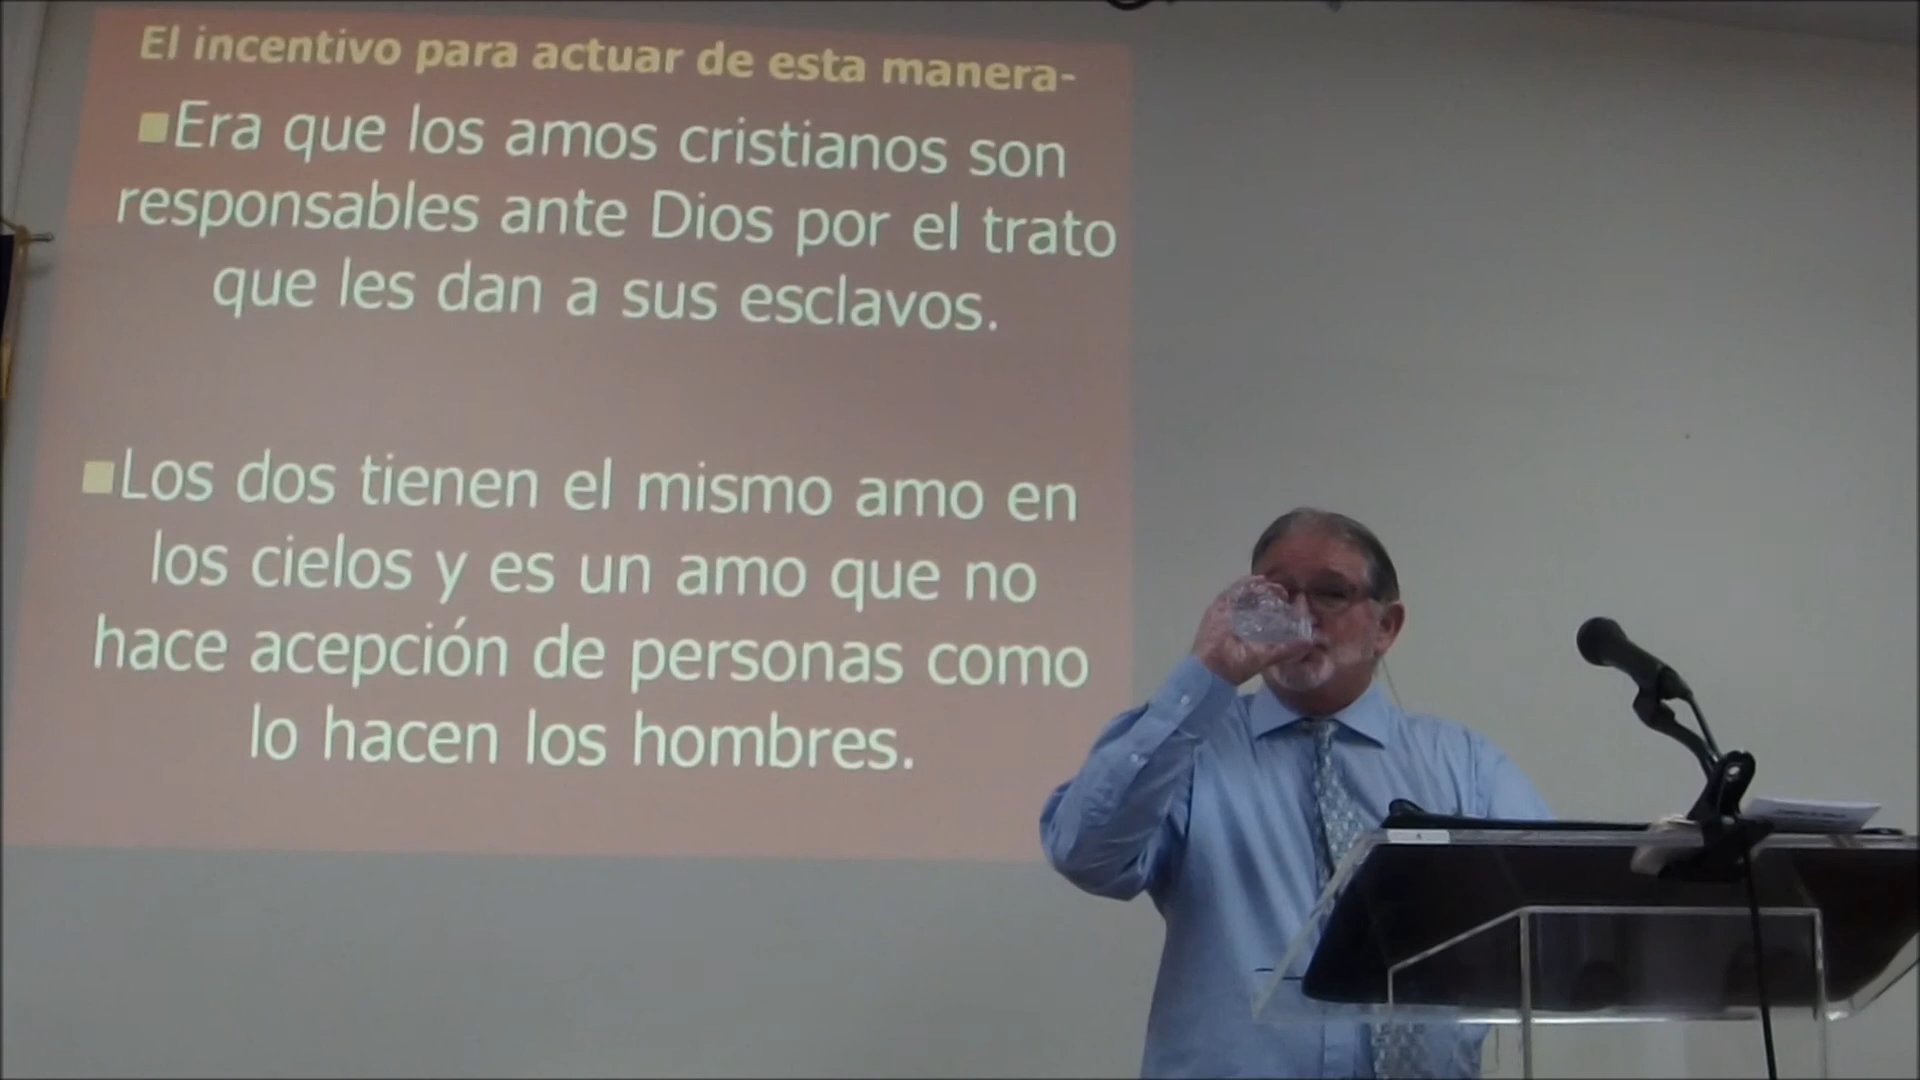 El incentivo para actuar de esta manera-
▪Era que los amos cristianos son
responsables ante Dios por el trato
que les dan a sus esclavos.
▪Los dos tienen el mismo amo en
los cielos y es un amo que no
hace acepción de personas como
lo hacen los hombres.